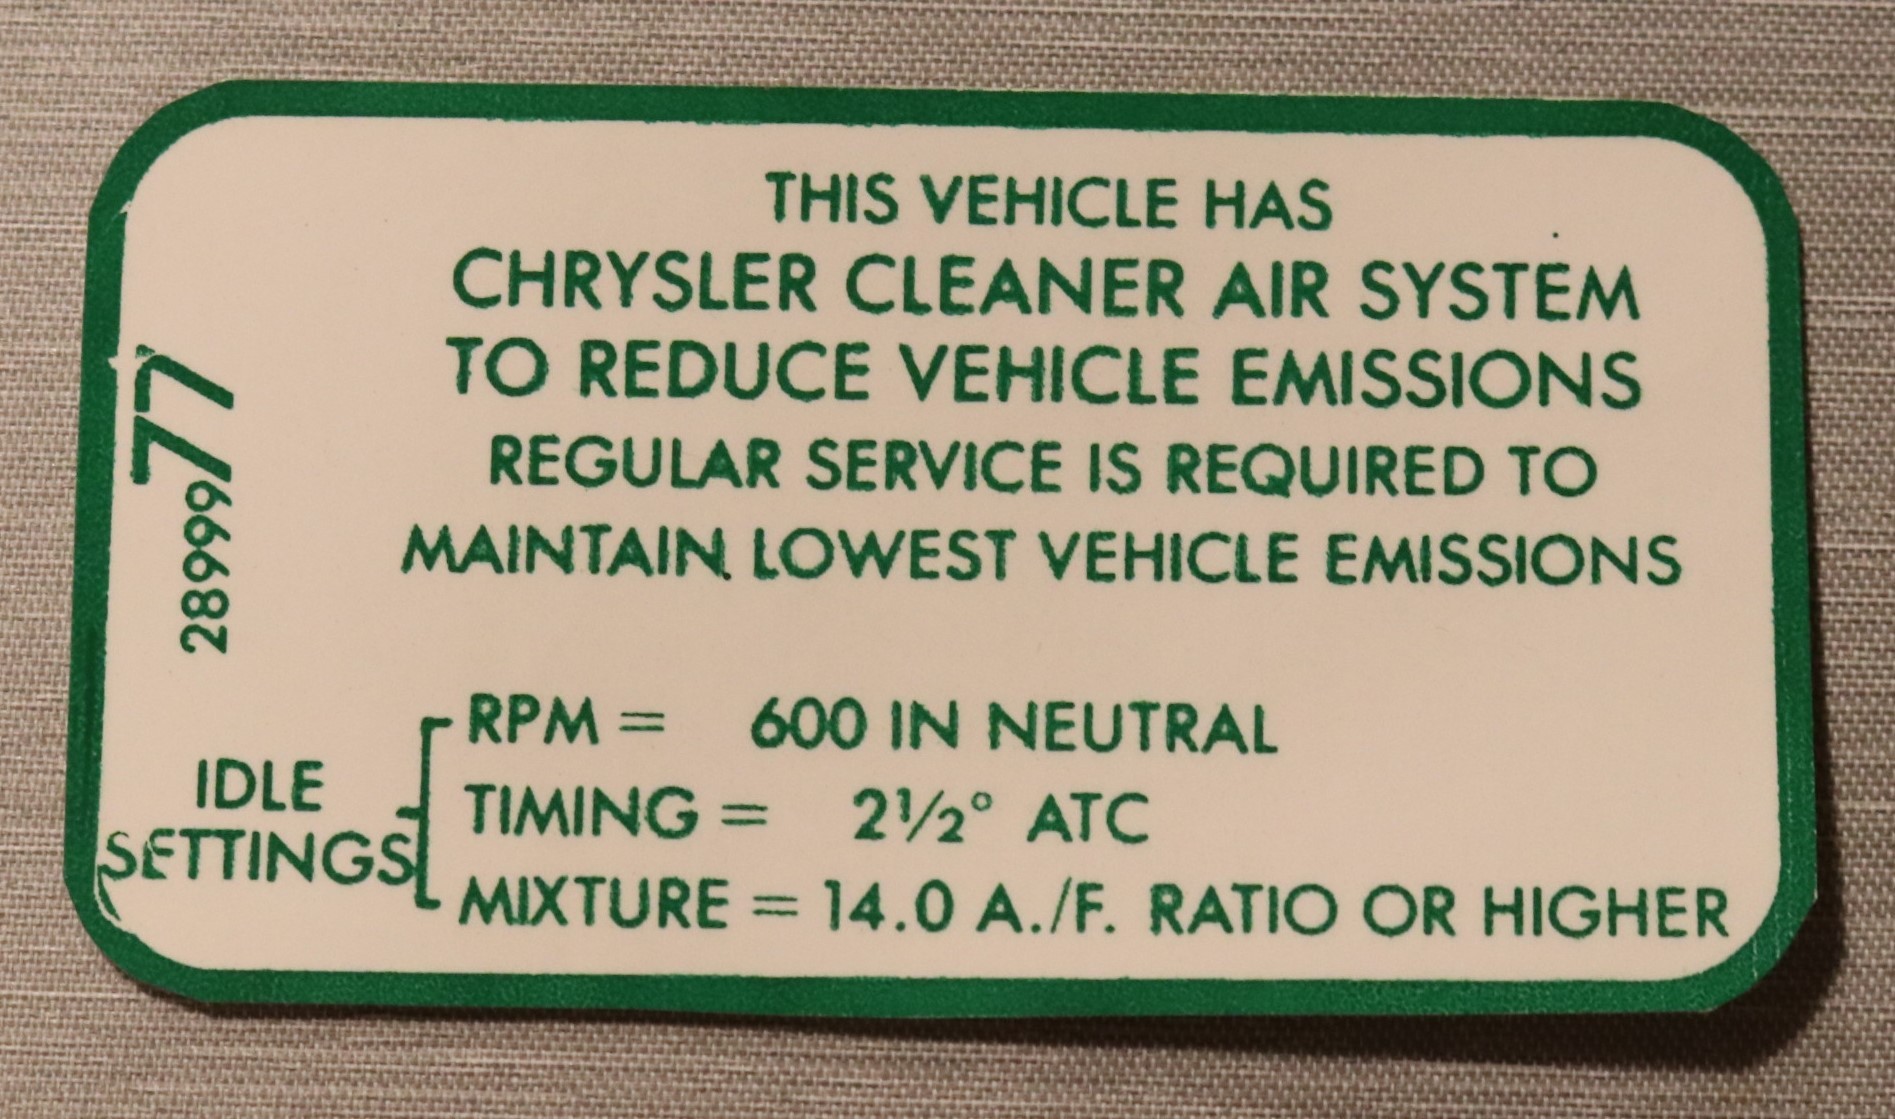 THIS VEHICLE HAS
CHRYSLER CLEANER AIR SYSTEM
TO REDUCE VEHICLE EMISSIONS
REGULAR SERVICE IS REQUIRED TO
MAINTAIN LOWEST VEHICLE EMISSIONS
2899977
IDLE
SETTINGS
RPM = 600 IN NEUTRAL
TIMING = 2½° ATC
MIXTURE = 14.0 A./F. RATIO OR HIGHER